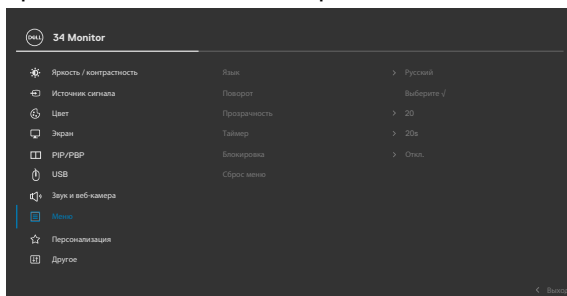 DELL 34 Monitor
Яркость / контрастность Язык > Русский
Источник сигнала Поворот Выберите √
Цвет Прозрачность > 20
Экран Таймер > 20s
PIP/PBP Блокировка > Откл.
USB Сброс меню
Звук и веб-камера
Меню
Персонализация
Другое
< Выход